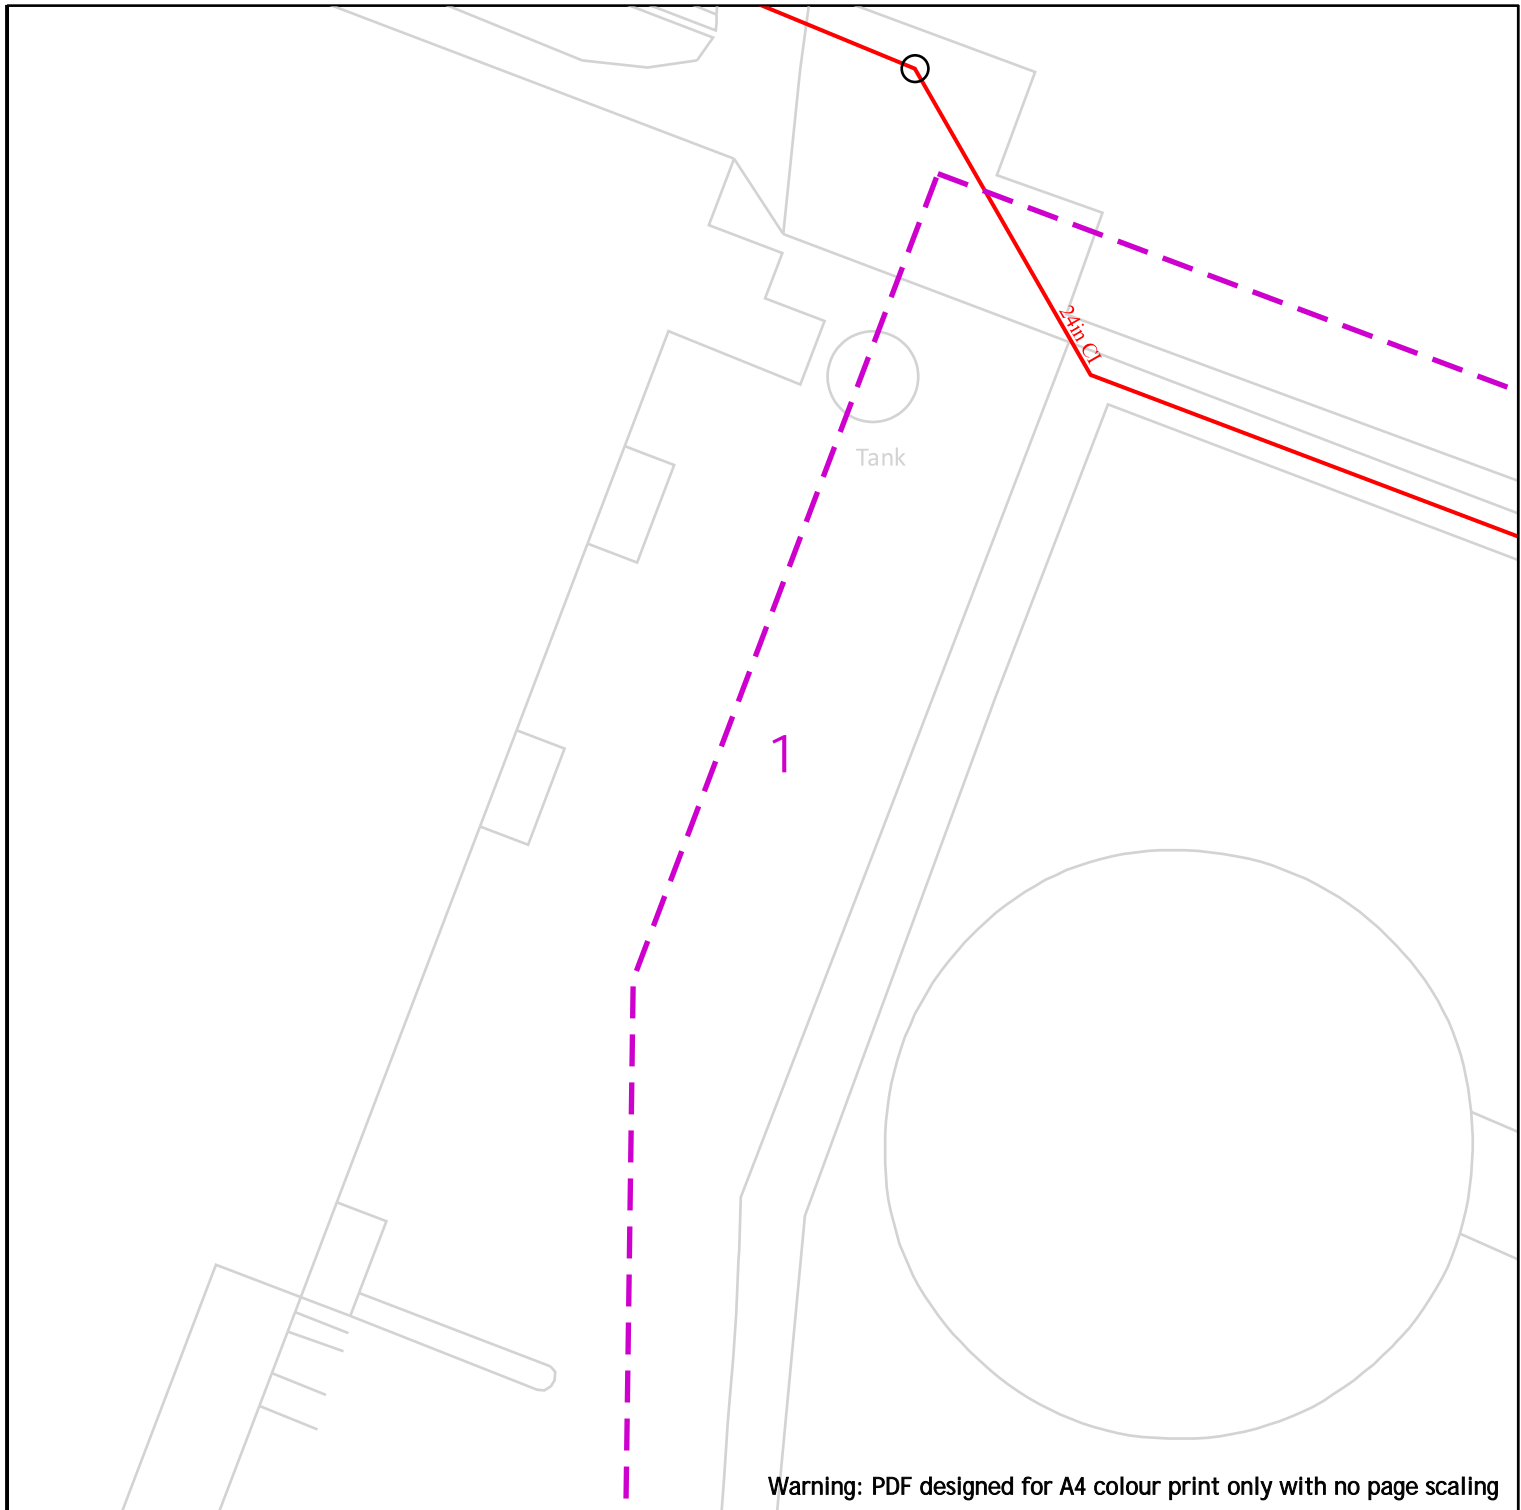 24in CI
Tank
1
Warning: PDF designed for A4 colour print only with no page scaling